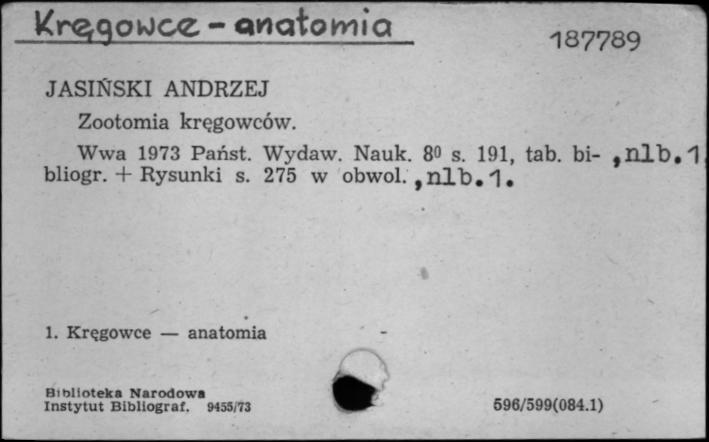 Kręgowce - anatomia
187789
JASIŃSKI ANDRZEJ
Zootomia kręgowców.
Wwa 1973 Państ. Wydaw. Nauk. 8⁰ s. 191, tab. bi- ,nlb.1,
bliogr. + Rysunki s. 275 w obwol. ,nlb.1.
1. Kręgowce — anatomia
Biblioteka Narodowa
Instytut Bibliograf. 9455/73
596/599(084.1)